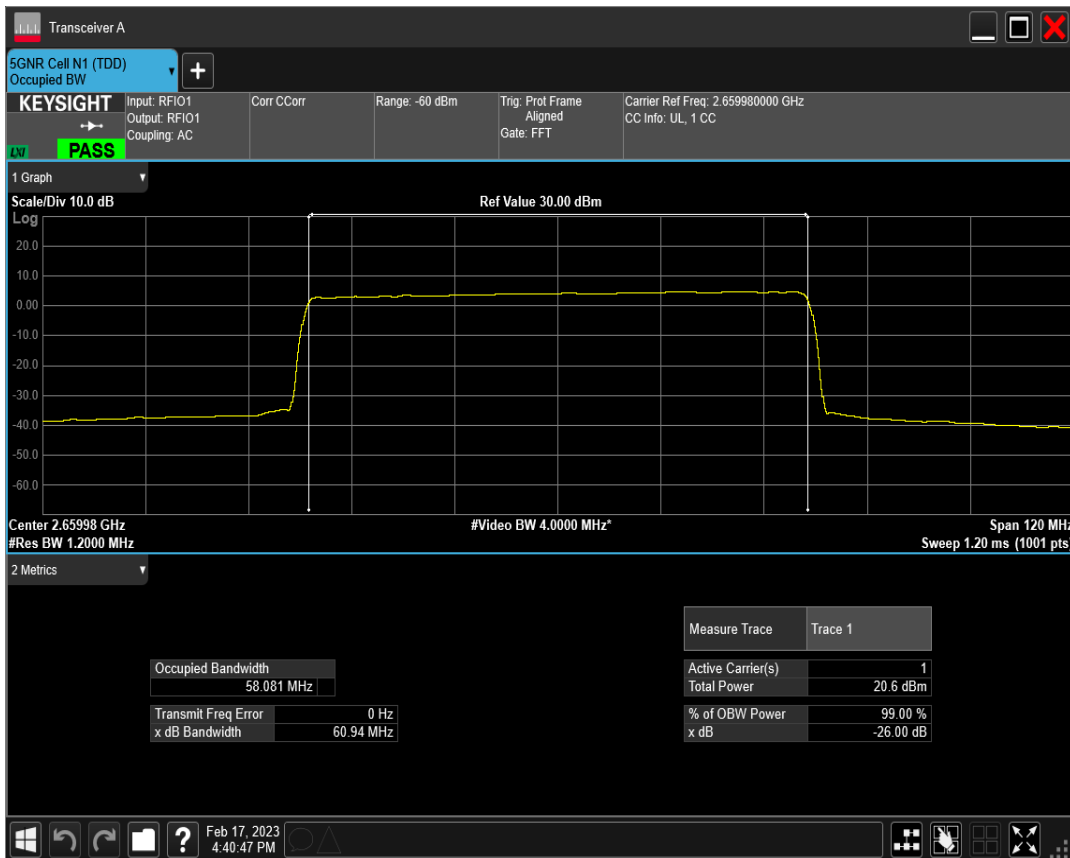 Transceiver A
5GNR Cell N1 (TDD)
Occupied BW
+
KEYSIGHT
LXI
PASS
Input: RFIO1
Output: RFIO1
Coupling: AC
Corr CCorr
Range: -60 dBm
Trig: Prot Frame
Aligned
Gate: FFT
Carrier Ref Freq: 2.659980000 GHz
CC Info: UL, 1 CC
1 Graph
Scale/Div 10.0 dB
Ref Value 30.00 dBm
Log
20.0
10.0
0.00
-10.0
-20.0
-30.0
-40.0
-50.0
-60.0
Center 2.65998 GHz
#Video BW 4.0000 MHz*
Span 120 MHz
#Res BW 1.2000 MHz
Sweep 1.20 ms (1001 pts)
2 Metrics
Measure Trace Trace 1
Occupied Bandwidth
58.081 MHz
Active Carrier(s) 1
Total Power 20.6 dBm
Transmit Freq Error 0 Hz
x dB Bandwidth 60.94 MHz
% of OBW Power 99.00 %
x dB -26.00 dB
?
Feb 17, 2023
4:40:47 PM